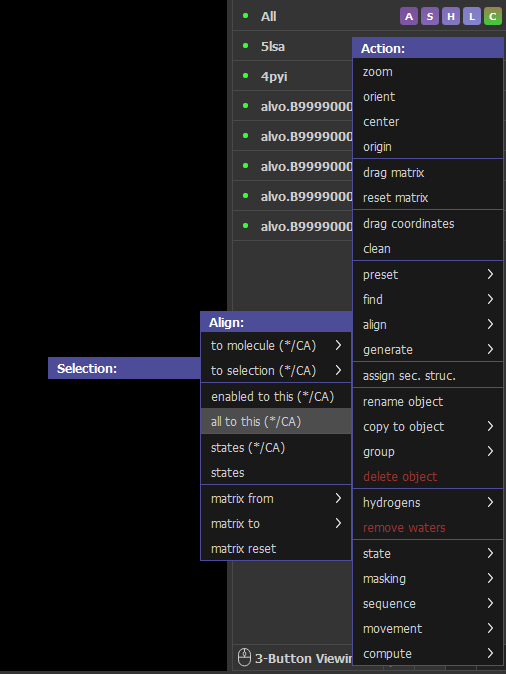 All
A S H L C
5lsa
4pyi
alvo.B9999000
alvo.B9999000
alvo.B9999000
alvo.B9999000
alvo.B9999000
Action:
zoom
orient
center
origin
drag matrix
reset matrix
drag coordinates
clean
preset
find
align
generate
assign sec. struc.
rename object
copy to object
group
delete object
hydrogens
remove waters
state
masking
sequence
movement
compute
Align:
to molecule (*/CA)
to selection (*/CA)
enabled to this (*/CA)
all to this (*/CA)
states (*/CA)
states
matrix from
matrix to
matrix reset
Selection:
3-Button